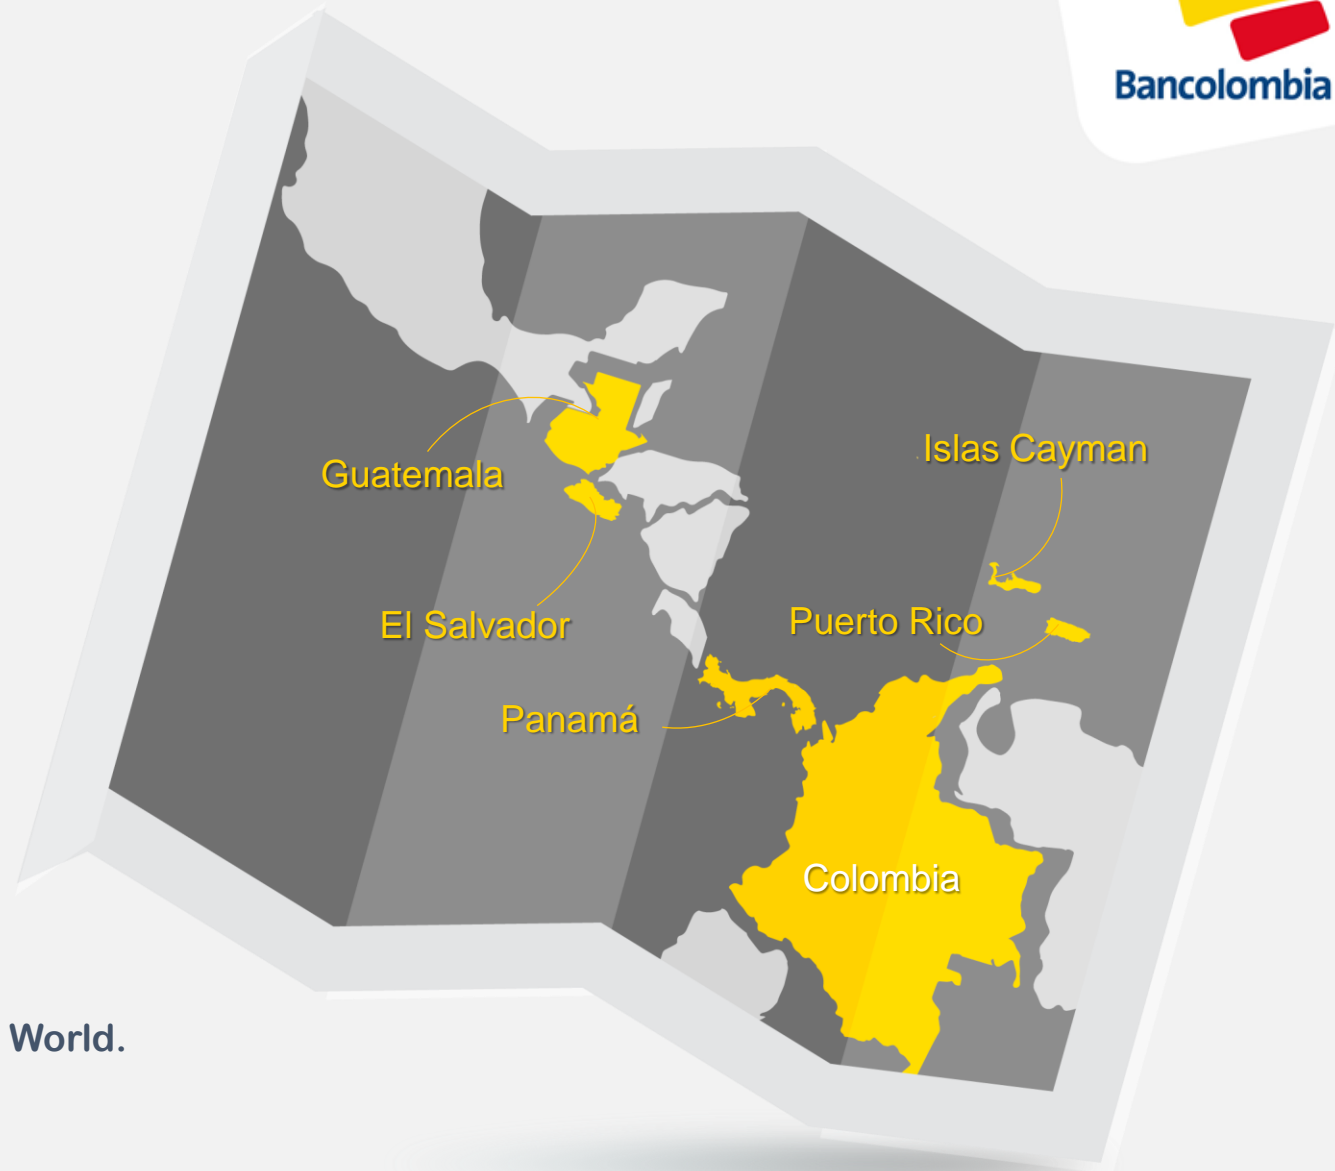 Bancolombia
Islas Cayman
Guatemala
El Salvador
Puerto Rico
Panamá
Colombia
World.